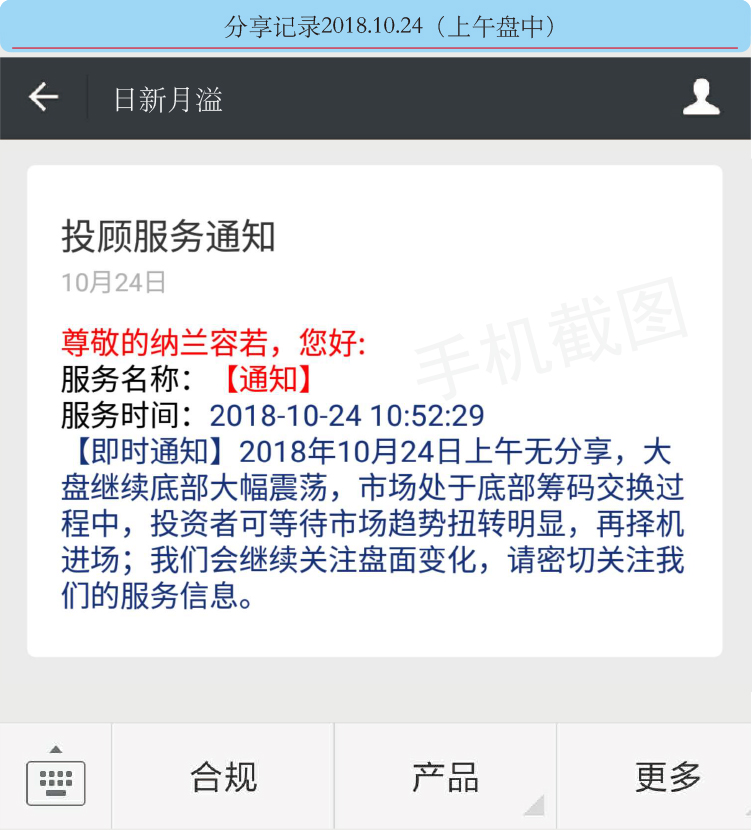 分享记录2018.10.24（上午盘中）
日新月溢
投顾服务通知
10月24日
手机截图
尊敬的纳兰容若，您好:
服务名称：【通知】
服务时间：2018-10-24 10:52:29
【即时通知】2018年10月24日上午无分享，大
盘继续底部大幅震荡，市场处于底部筹码交换过
程中，投资者可等待市场趋势扭转明显，再择机
进场；我们会继续关注盘面变化，请密切关注我
们的服务信息。
合规
产品
更多